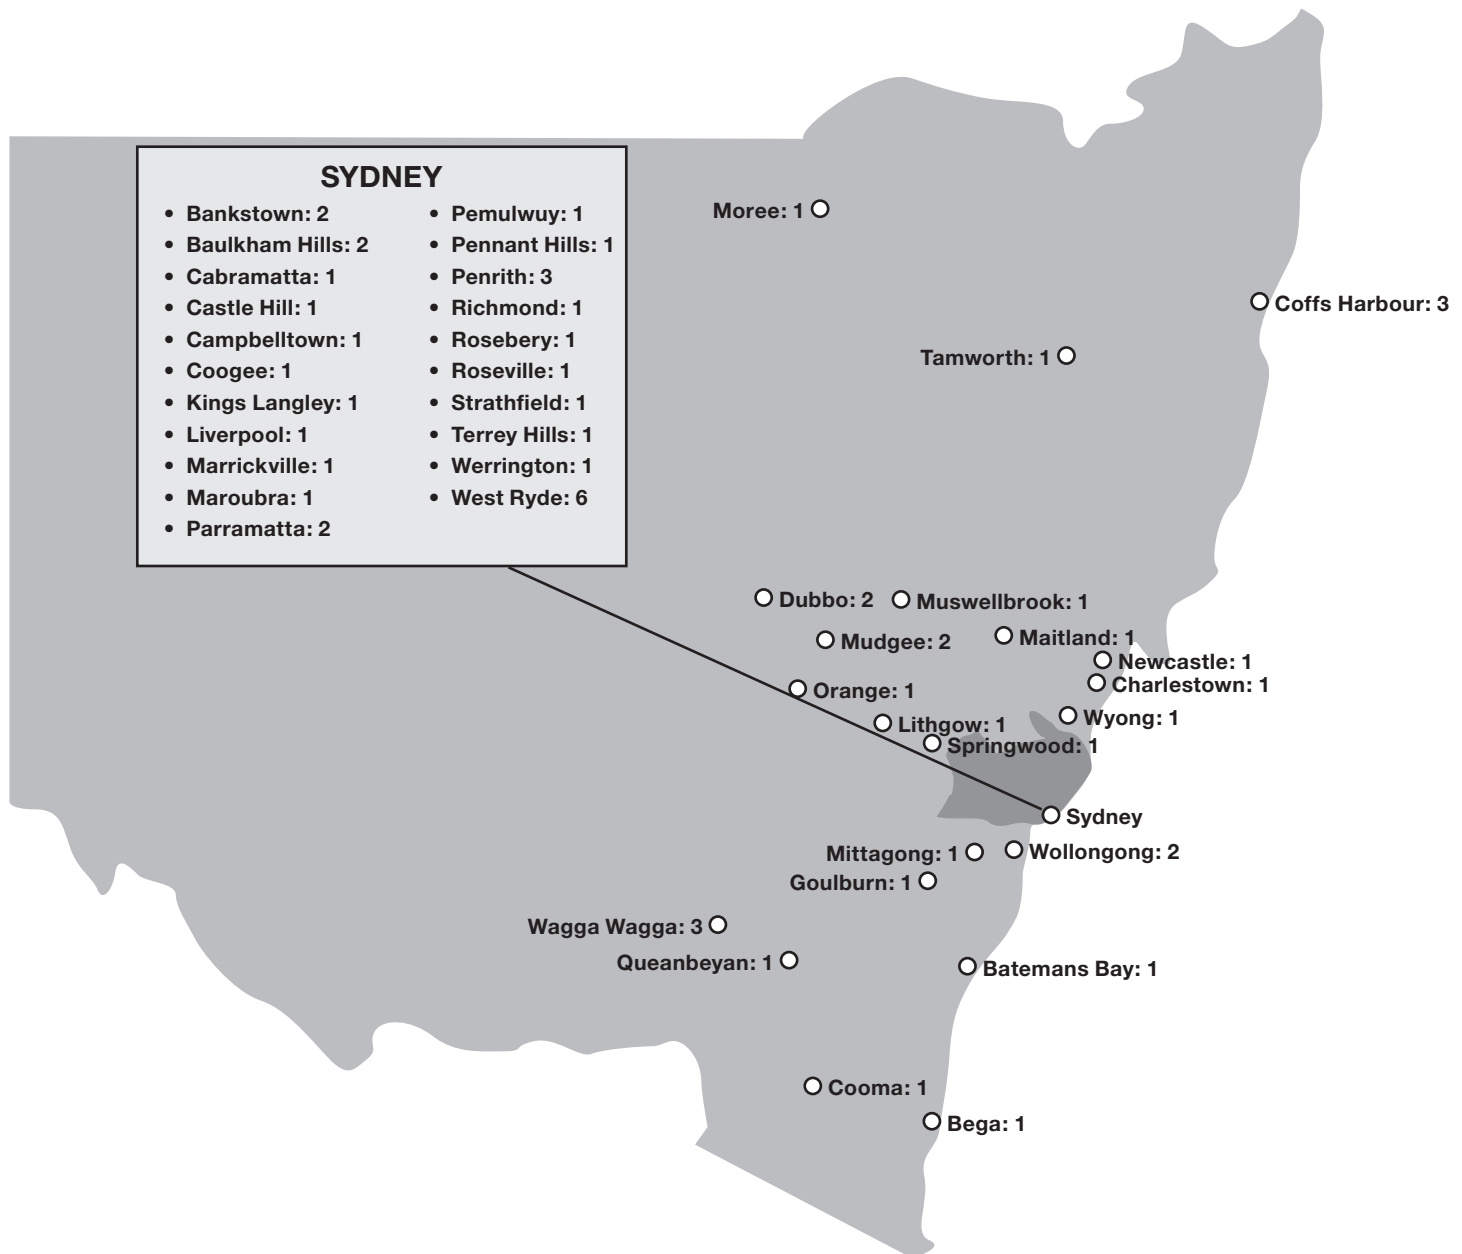 SYDNEY
• Bankstown: 2
• Baulkham Hills: 2
• Cabramatta: 1
• Castle Hill: 1
• Campbelltown: 1
• Coogee: 1
• Kings Langley: 1
• Liverpool: 1
• Marrickville: 1
• Maroubra: 1
• Parramatta: 2
• Pemulwuy: 1
• Pennant Hills: 1
• Penrith: 3
• Richmond: 1
• Rosebery: 1
• Roseville: 1
• Strathfield: 1
• Terrey Hills: 1
• Werrington: 1
• West Ryde: 6
Moree: 1
Coffs Harbour: 3
Tamworth: 1
Dubbo: 2
Muswellbrook: 1
Mudgee: 2
Maitland: 1
Newcastle: 1
Charlestown: 1
Orange: 1
Lithgow: 1
Wyong: 1
Springwood: 1
Sydney
Mittagong: 1
Wollongong: 2
Goulburn: 1
Wagga Wagga: 3
Queanbeyan: 1
Batemans Bay: 1
Cooma: 1
Bega: 1